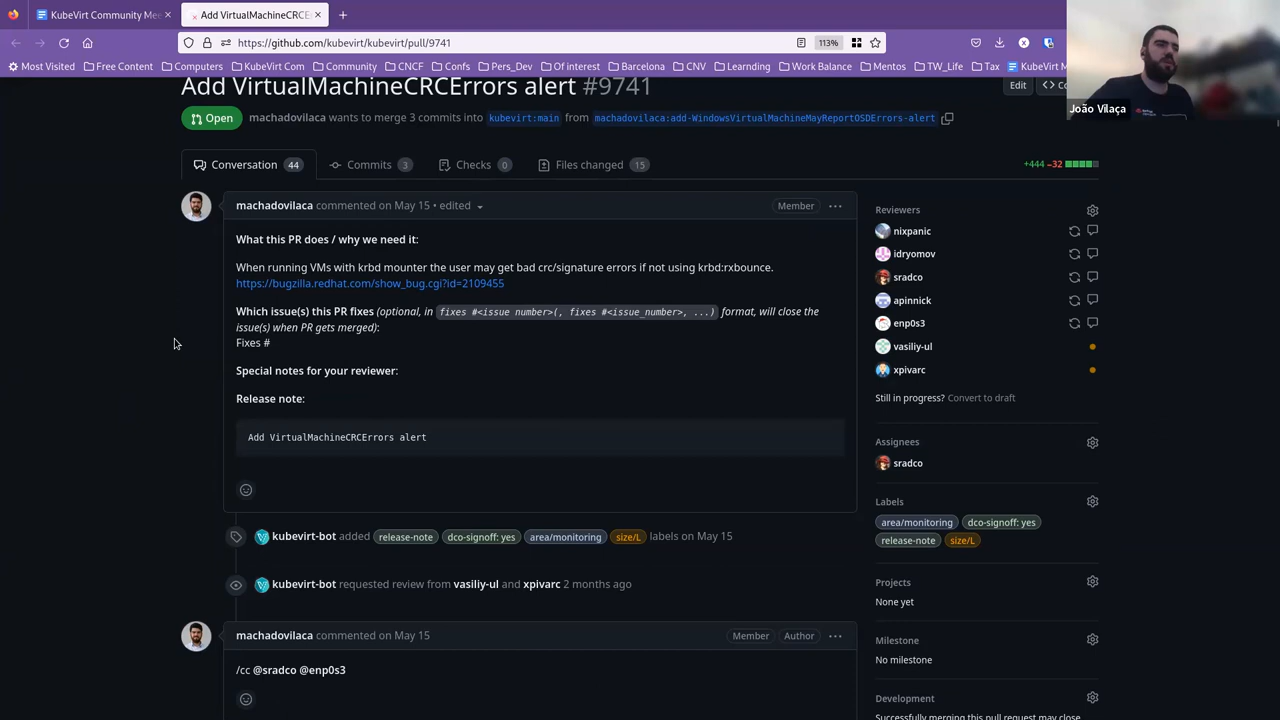 KubeVirt Community Mee
Add VirtualMachineCRCE
https://github.com/kubevirt/kubevirt/pull/9741
113%
Most Visited
Free Content
Computers
KubeVirt Com
Community
CNCF
Confs
Pers_Dev
Of interest
Barcelona
CNV
Learning
Work Balance
Mentos
TW_Life
Tax
KubeVirt M
João Vilaça
Add VirtualMachineCRCErrors alert #9741
Edit
<> Co
Open
machadovilaca wants to merge 3 commits into kubevirt:main from machadovilaca:add-WindowsVirtualMachineMayReportOSDErrors-alert
Conversation 44
Commits 3
Checks 0
Files changed 15
+444 −32
machadovilaca commented on May 15 • edited
Member
What this PR does / why we need it:
When running VMs with krbd mounter the user may get bad crc/signature errors if not using krbd:rxbounce.
https://bugzilla.redhat.com/show_bug.cgi?id=2109455
Which issue(s) this PR fixes (optional, in fixes #<issue number>(, fixes #<issue_number>, ...) format, will close the
issue(s) when PR gets merged):
Fixes #
Special notes for your reviewer:
Release note:
Add VirtualMachineCRCErrors alert
kubevirt-bot added release-note dco-signoff: yes area/monitoring size/L labels on May 15
kubevirt-bot requested review from vasiliy-ul and xpivarc 2 months ago
machadovilaca commented on May 15
Member
Author
/cc @sradco @enp0s3
Reviewers
nixpanic
idryomov
sradco
apinnick
enp0s3
vasiliy-ul
xpivarc
Still in progress? Convert to draft
Assignees
sradco
Labels
area/monitoring
dco-signoff: yes
release-note
size/L
Projects
None yet
Milestone
No milestone
Development
Successfully merging this pull request may close